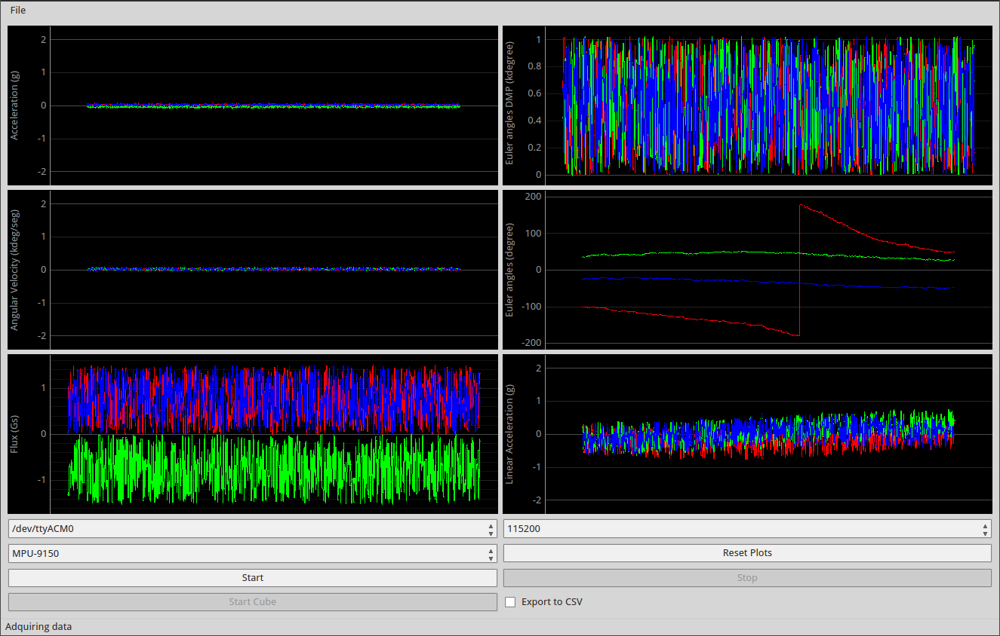 File
Acceleration (g)
2
1
0
-1
-2
Euler angles DMP (kdegree)
1
0.8
0.6
0.4
0.2
0
Angular Velocity (kdeg/seg)
2
1
0
-1
-2
Euler angles (degree)
200
100
0
-100
-200
Flux (Gs)
1
0
-1
Linear Acceleration (g)
2
1
0
-1
-2
/dev/ttyACM0
115200
MPU-9150
Reset Plots
Start
Stop
Start Cube
Export to CSV
Adquiring data